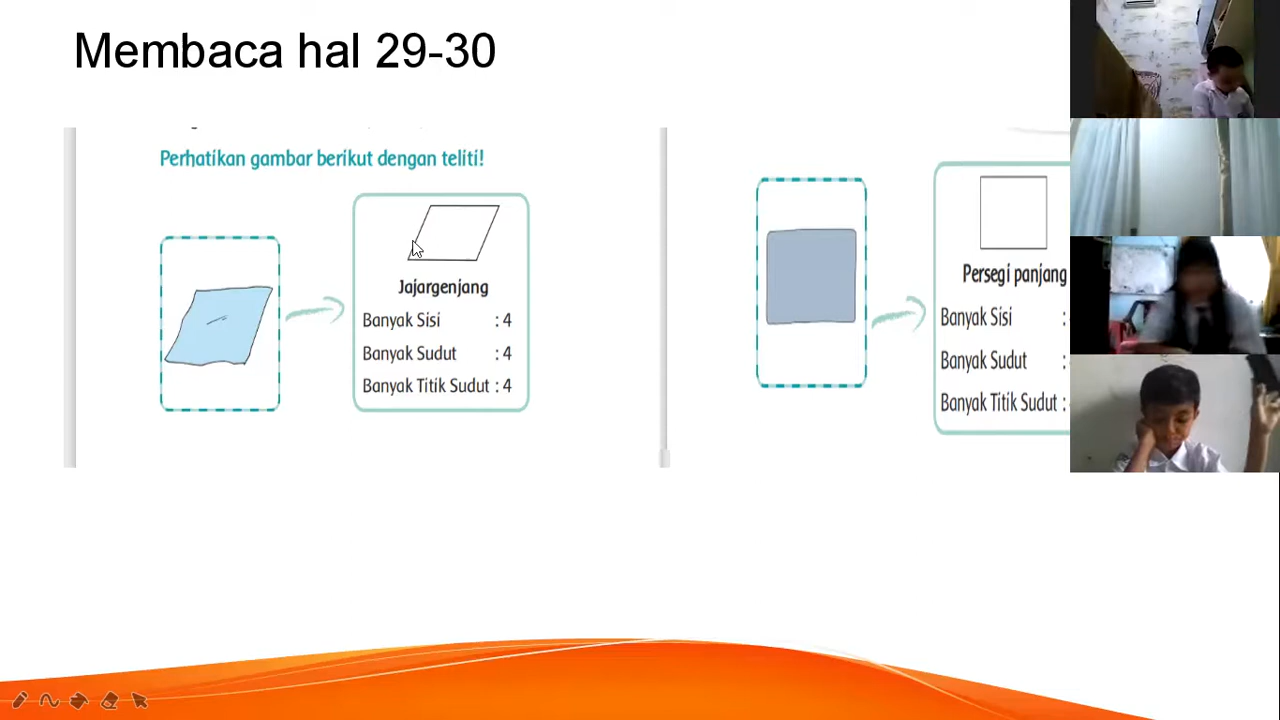 Membaca hal 29-30
Perhatikan gambar berikut dengan teliti!
Jajargenjang
Banyak Sisi : 4
Banyak Sudut : 4
Banyak Titik Sudut : 4
Persegi panjang
Banyak Sisi :
Banyak Sudut :
Banyak Titik Sudut :